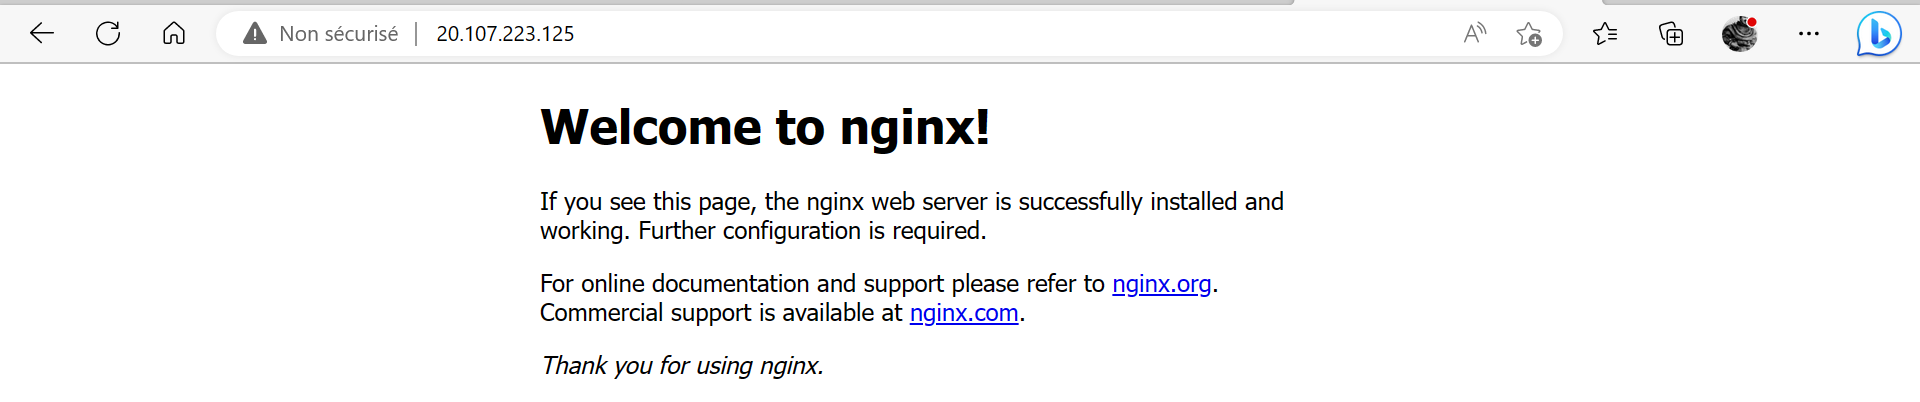 Non sécurisé | 20.107.223.125
Welcome to nginx!
If you see this page, the nginx web server is successfully installed and
working. Further configuration is required.
For online documentation and support please refer to nginx.org.
Commercial support is available at nginx.com.
Thank you for using nginx.